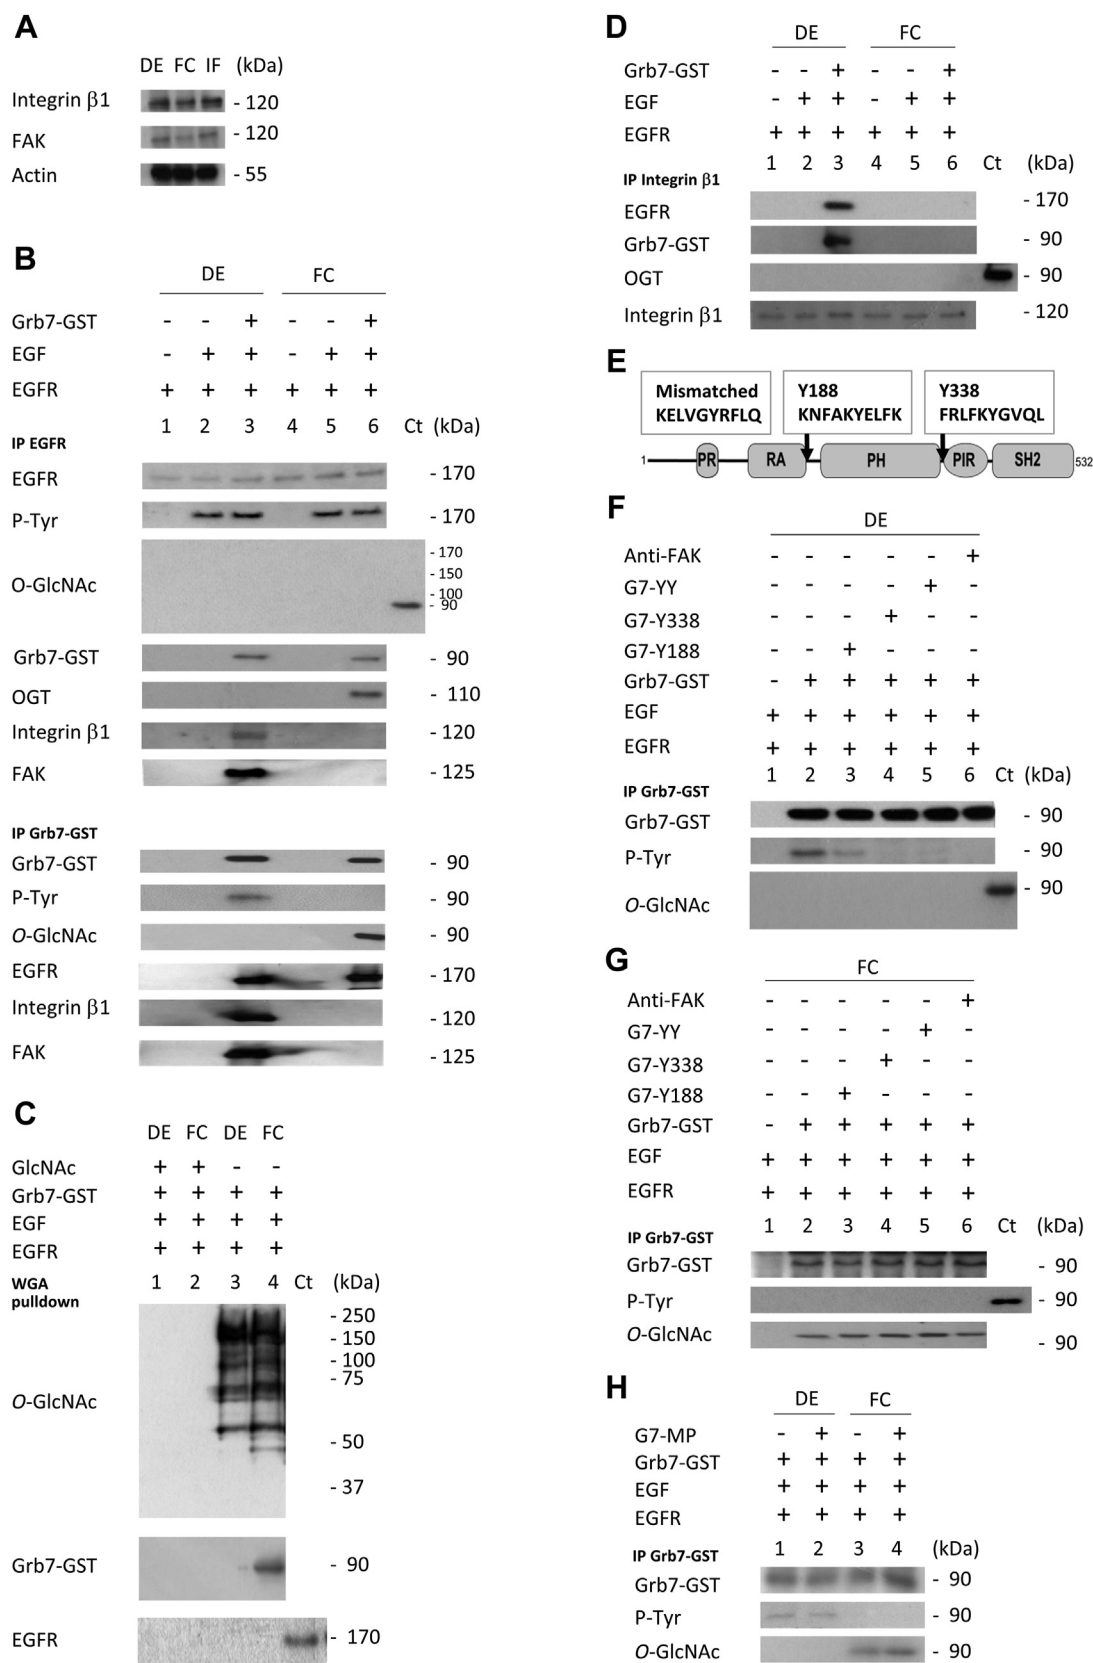 A
DE FC IF (kDa)
Integrin β1 - 120
FAK - 120
Actin - 55
B
DE FC
Grb7-GST - - + - - +
EGF - + + - + +
EGFR + + + + + +
1 2 3 4 5 6 Ct (kDa)
IP EGFR
EGFR - 170
P-Tyr - 170
O-GlcNAc
- 170
- 150
- 100
- 90
Grb7-GST - 90
OGT - 110
Integrin β1 - 120
FAK - 125
IP Grb7-GST
Grb7-GST - 90
P-Tyr - 90
O-GlcNAc - 90
EGFR - 170
Integrin β1 - 120
FAK - 125
C
DE FC DE FC
GlcNAc + + - -
Grb7-GST + + + +
EGF + + + +
EGFR + + + +
WGA
pulldown
1 2 3 4 Ct (kDa)
- 250
- 150
- 100
- 75
O-GlcNAc
- 50
- 37
Grb7-GST - 90
EGFR - 170
D
DE FC
Grb7-GST - - + - - +
EGF - + + - + +
EGFR + + + + + +
1 2 3 4 5 6 Ct (kDa)
IP Integrin β1
EGFR - 170
Grb7-GST - 90
OGT - 90
Integrin β1 - 120
E
Mismatched
KELVGYRFLQ
Y188
KNFAKYELFK
Y338
FRLFKYGVQL
1 PR RA PH PIR SH2 532
F
DE
Anti-FAK - - - - - +
G7-YY - - - - + -
G7-Y338 - - - + - -
G7-Y188 - - + - - -
Grb7-GST - + + + + +
EGF + + + + + +
EGFR + + + + + +
1 2 3 4 5 6 Ct (kDa)
IP Grb7-GST
Grb7-GST - 90
P-Tyr - 90
O-GlcNAc - 90
G
FC
Anti-FAK - - - - - +
G7-YY - - - - + -
G7-Y338 - - - + - -
G7-Y188 - - + - - -
Grb7-GST - + + + + +
EGF + + + + + +
EGFR + + + + + +
1 2 3 4 5 6 Ct (kDa)
IP Grb7-GST
Grb7-GST - 90
P-Tyr - 90
O-GlcNAc - 90
H
DE FC
G7-MP - + - +
Grb7-GST + + + +
EGF + + + +
EGFR + + + +
1 2 3 4 (kDa)
IP Grb7-GST
Grb7-GST - 90
P-Tyr - 90
O-GlcNAc - 90